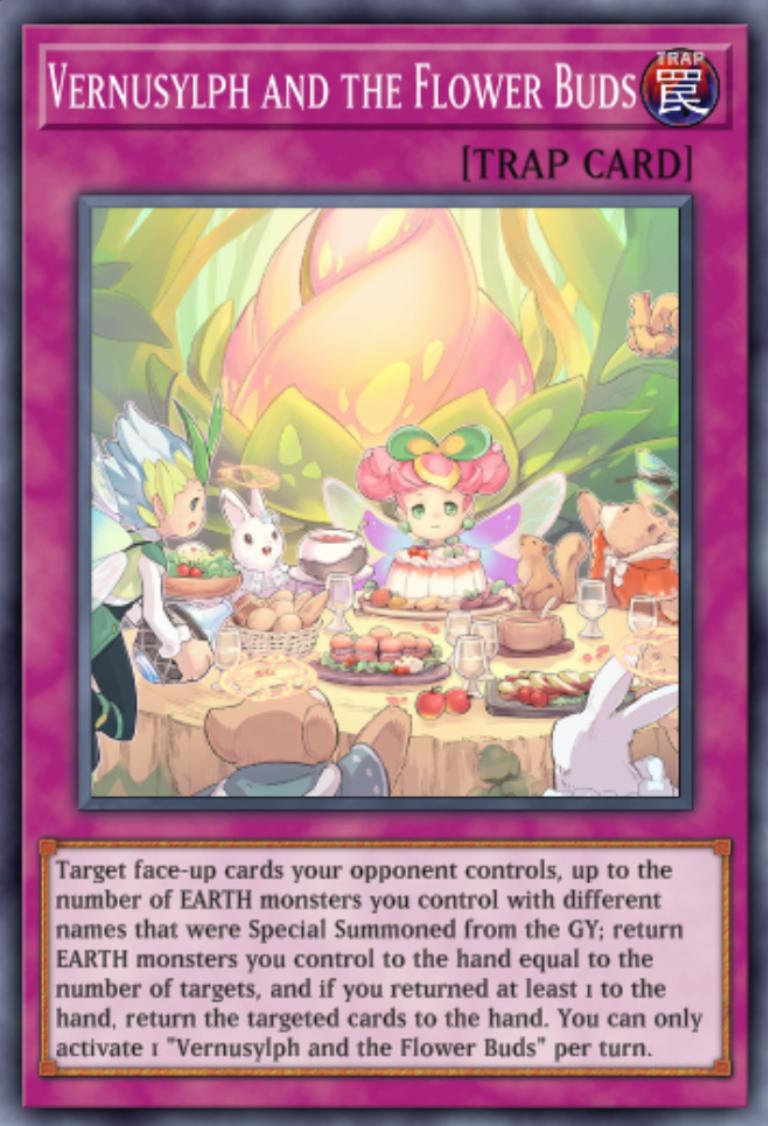 VERNUSYLPH AND THE FLOWER BUDS
TRAP
罠
[TRAP CARD]
Target face-up cards your opponent controls, up to the
number of EARTH monsters you control with different
names that were Special Summoned from the GY; return
EARTH monsters you control to the hand equal to the
number of targets, and if you returned at least 1 to the
hand, return the targeted cards to the hand. You can only
activate 1 "Vernusylph and the Flower Buds" per turn.